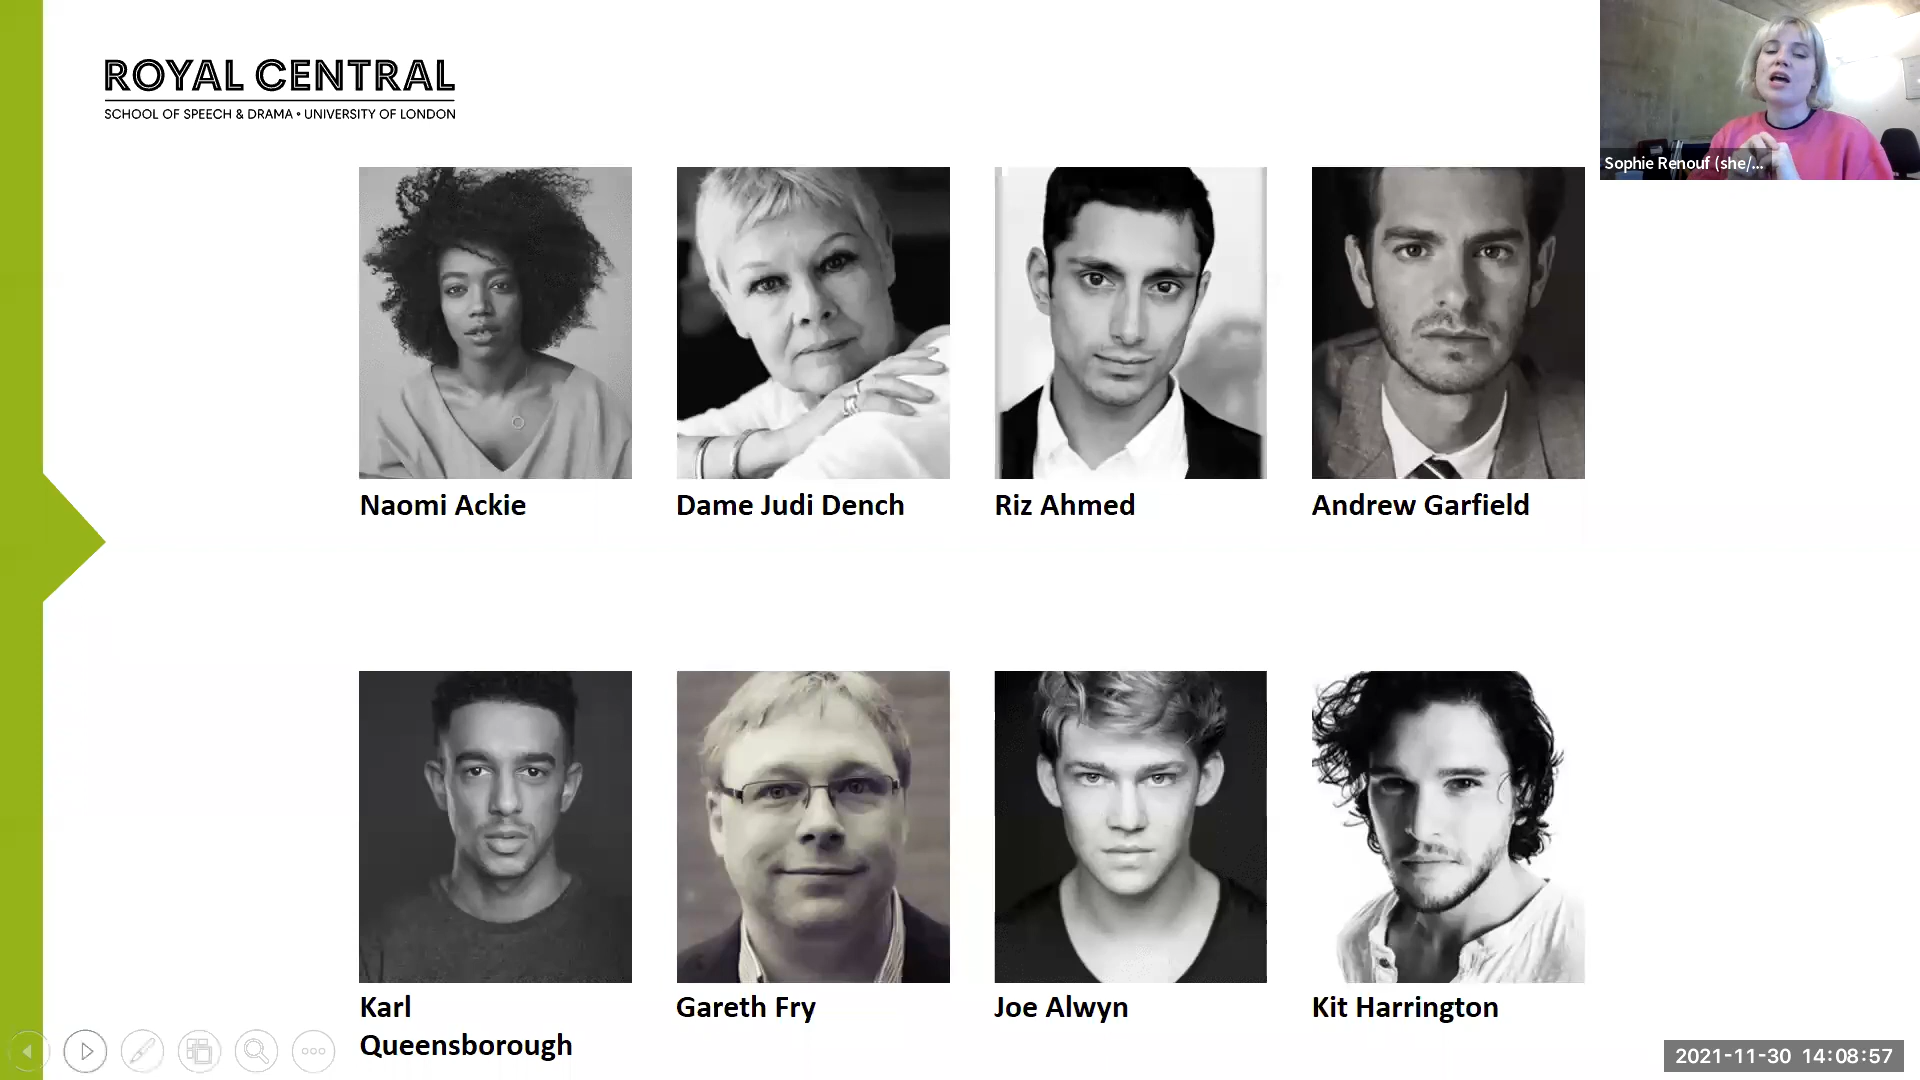 ROYAL CENTRAL
SCHOOL OF SPEECH & DRAMA • UNIVERSITY OF LONDON
Sophie Renouf (she/...
Naomi Ackie
Dame Judi Dench
Riz Ahmed
Andrew Garfield
Karl
Queensborough
Gareth Fry
Joe Alwyn
Kit Harrington
2021-11-30 14:08:57